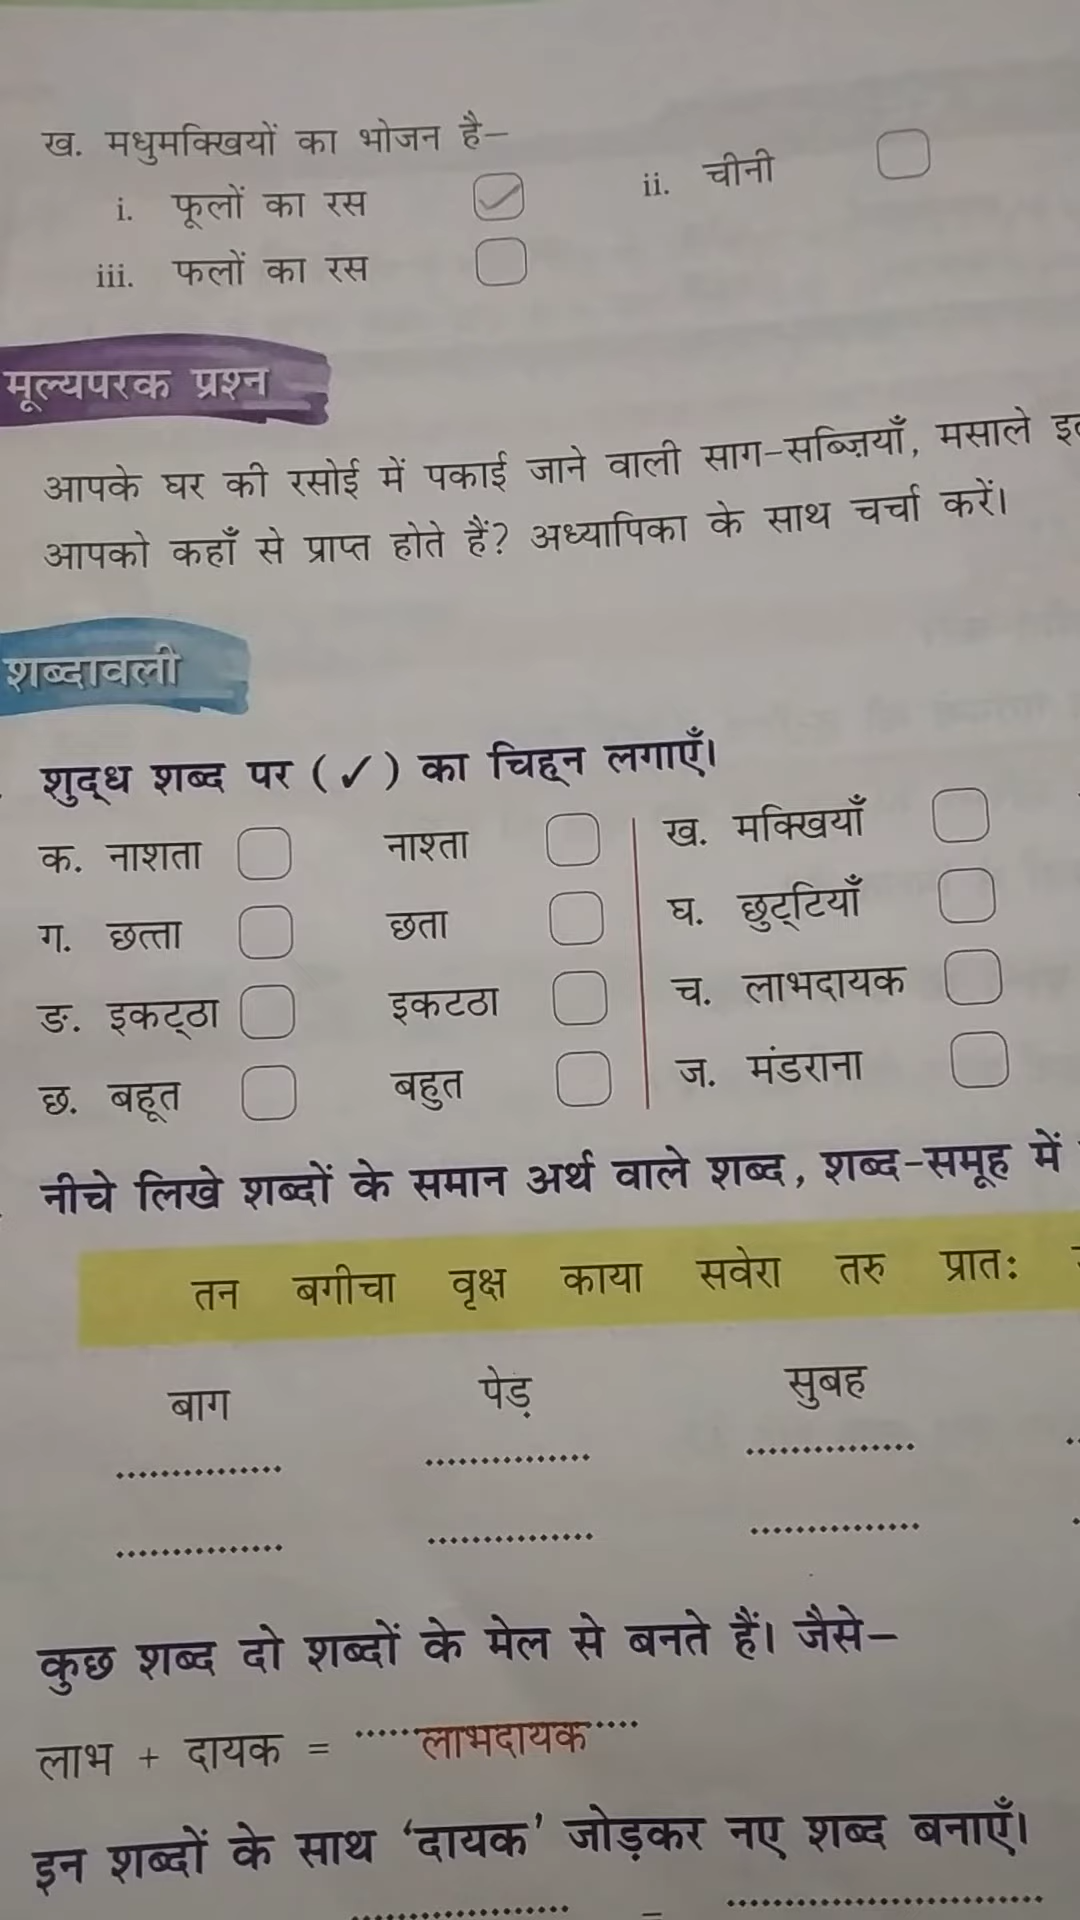 ख. मधुमक्खियों का भोजन है–
i. फूलों का रस ii. चीनी
iii. फलों का रस
मूल्यपरक प्रश्न
आपके घर की रसोई में पकाई जाने वाली साग-सब्ज़ियाँ, मसाले
आपको कहाँ से प्राप्त होते हैं? अध्यापिका के साथ चर्चा करें।
शब्दावली
शुद्ध शब्द पर (✓) का चिह्न लगाएँ।
क. नाशता नाश्ता ख. मक्खियाँ
ग. छत्ता छता घ. छुट्टियाँ
ङ. इकट्ठा इकटठा च. लाभदायक
छ. बहूत बहुत ज. मंडराना
नीचे लिखे शब्दों के समान अर्थ वाले शब्द, शब्द-समूह में
तन बगीचा वृक्ष काया सवेरा तरु प्रातः
बाग पेड़ सुबह
कुछ शब्द दो शब्दों के मेल से बनते हैं। जैसे–
लाभ + दायक = लाभदायक
इन शब्दों के साथ ‘दायक’ जोड़कर नए शब्द बनाएँ।